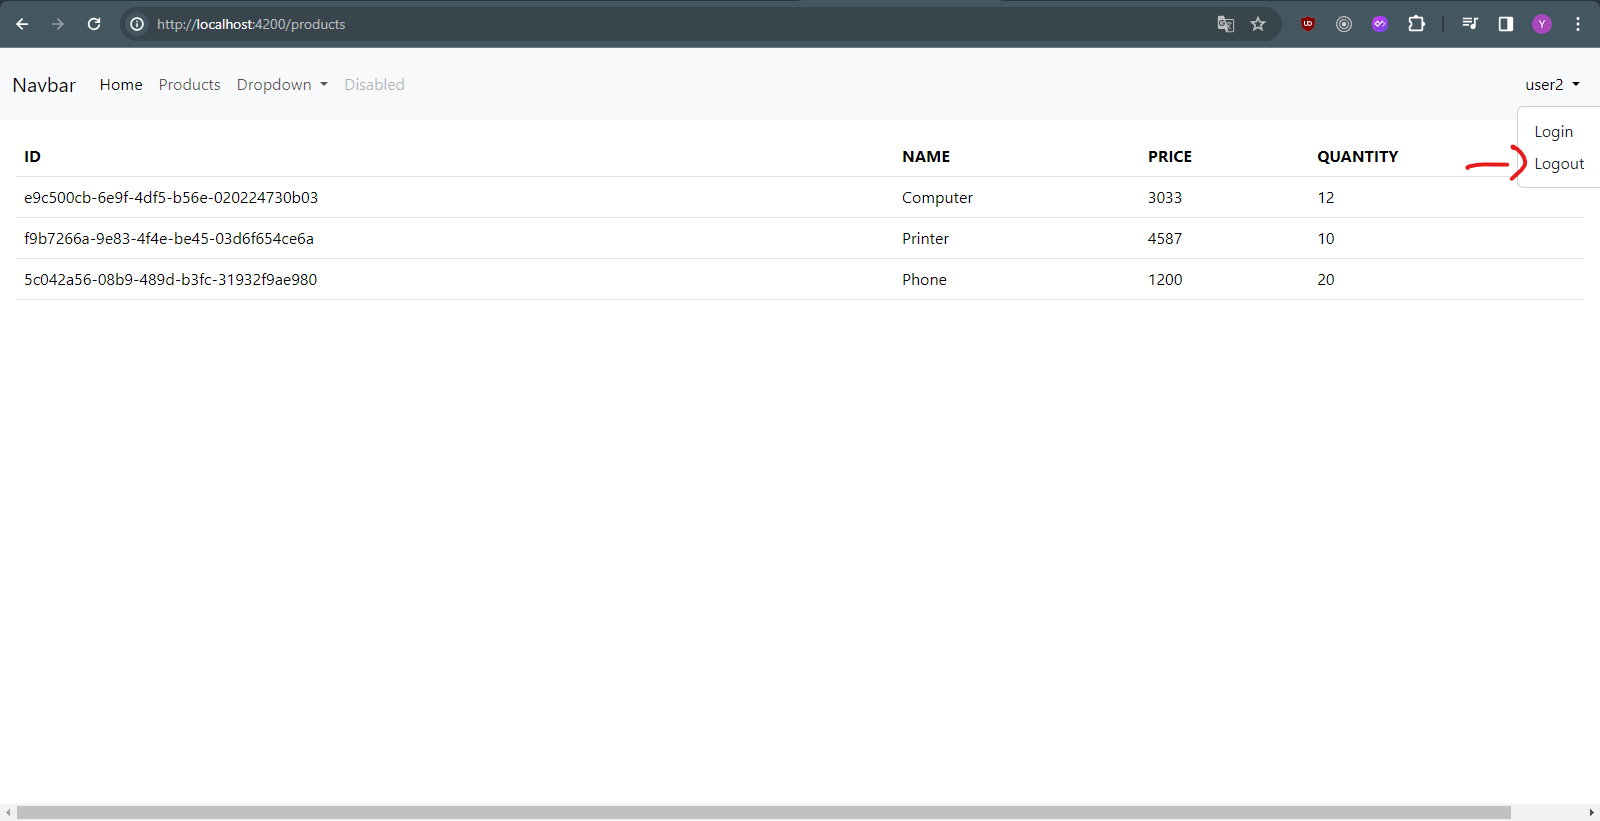 http://localhost:4200/products
Navbar Home Products Dropdown Disabled user2
Login
Logout
ID NAME PRICE QUANTITY
e9c500cb-6e9f-4df5-b56e-020224730b03 Computer 3033 12
f9b7266a-9e83-4f4e-be45-03d6f654ce6a Printer 4587 10
5c042a56-08b9-489d-b3fc-31932f9ae980 Phone 1200 20
Y